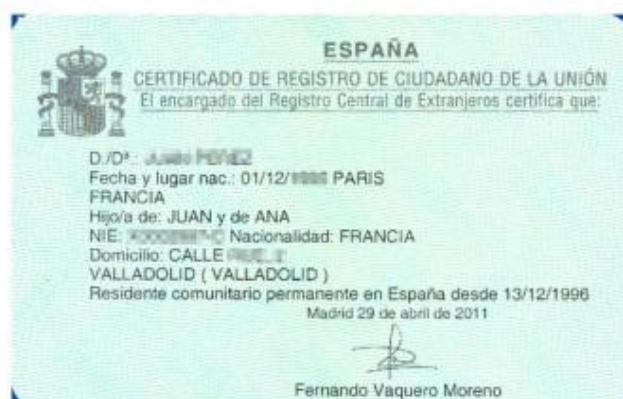 ESPAÑA
CERTIFICADO DE REGISTRO DE CIUDADANO DE LA UNIÓN
El encargado del Registro Central de Extranjeros certifica que:
D./Dª.:
Fecha y lugar nac.: 01/12/ PARIS
FRANCIA
Hijo/a de: JUAN y de ANA
NIE: Nacionalidad: FRANCIA
Domicilio: CALLE
VALLADOLID ( VALLADOLID )
Residente comunitario permanente en España desde 13/12/1996
Madrid 29 de abril de 2011
Fernando Vaquero Moreno